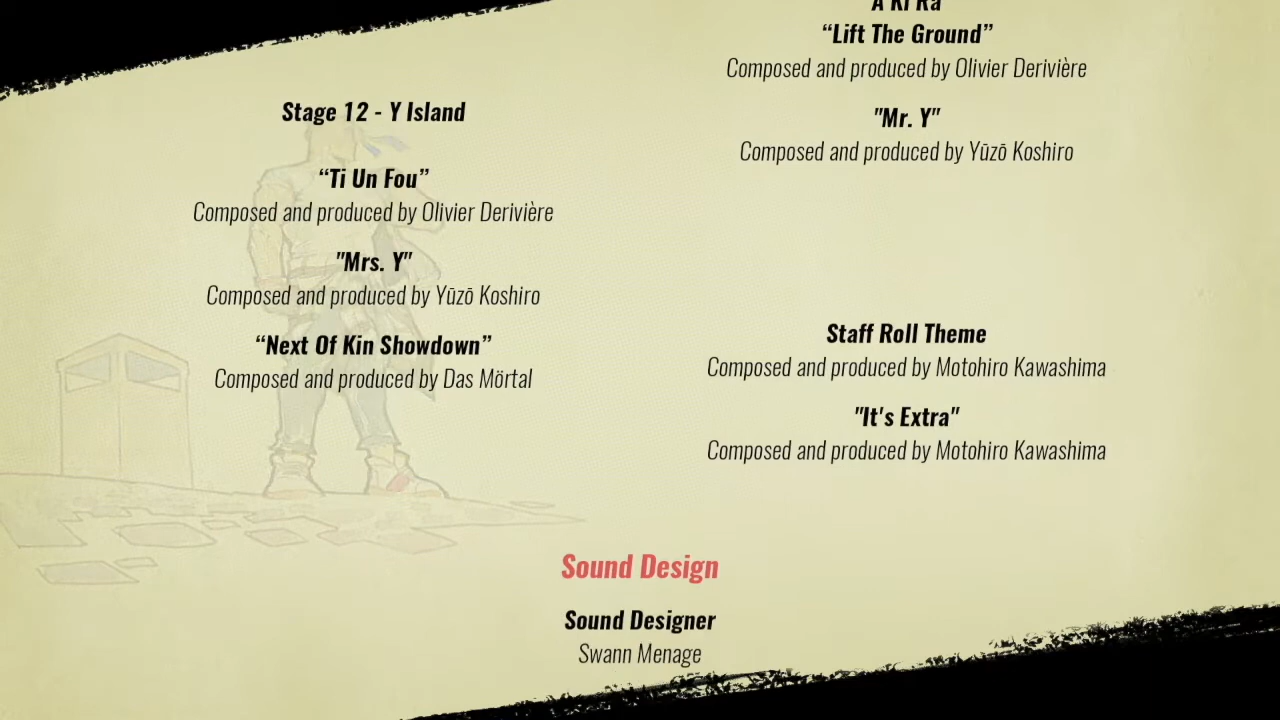 Stage 12 - Y Island
“Ti Un Fou”
Composed and produced by Olivier Derivière
"Mrs. Y"
Composed and produced by Yūzō Koshiro
“Next Of Kin Showdown”
Composed and produced by Das Mörtal
A Ki Ra
“Lift The Ground”
Composed and produced by Olivier Derivière
"Mr. Y"
Composed and produced by Yūzō Koshiro
Staff Roll Theme
Composed and produced by Motohiro Kawashima
"It's Extra"
Composed and produced by Motohiro Kawashima
Sound Design
Sound Designer
Swann Menage